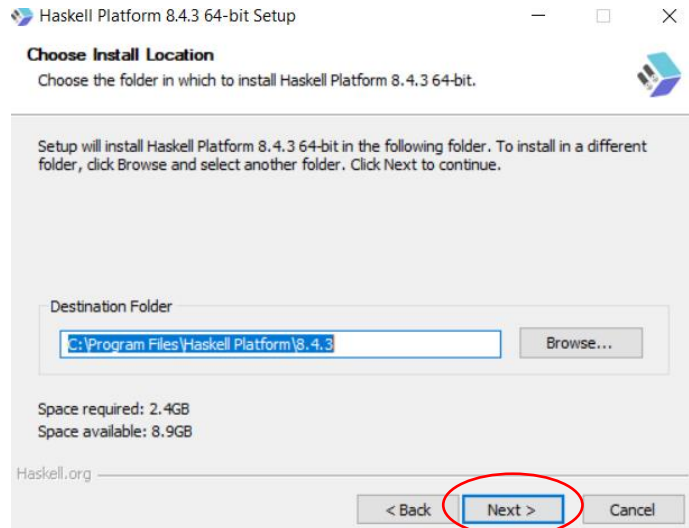 Haskell Platform 8.4.3 64-bit Setup
Choose Install Location
Choose the folder in which to install Haskell Platform 8.4.3 64-bit.
Setup will install Haskell Platform 8.4.3 64-bit in the following folder. To install in a different
folder, click Browse and select another folder. Click Next to continue.
Destination Folder
C:\Program Files\Haskell Platform\8.4.3
Browse...
Space required: 2.4GB
Space available: 8.9GB
Haskell.org
< Back
Next >
Cancel